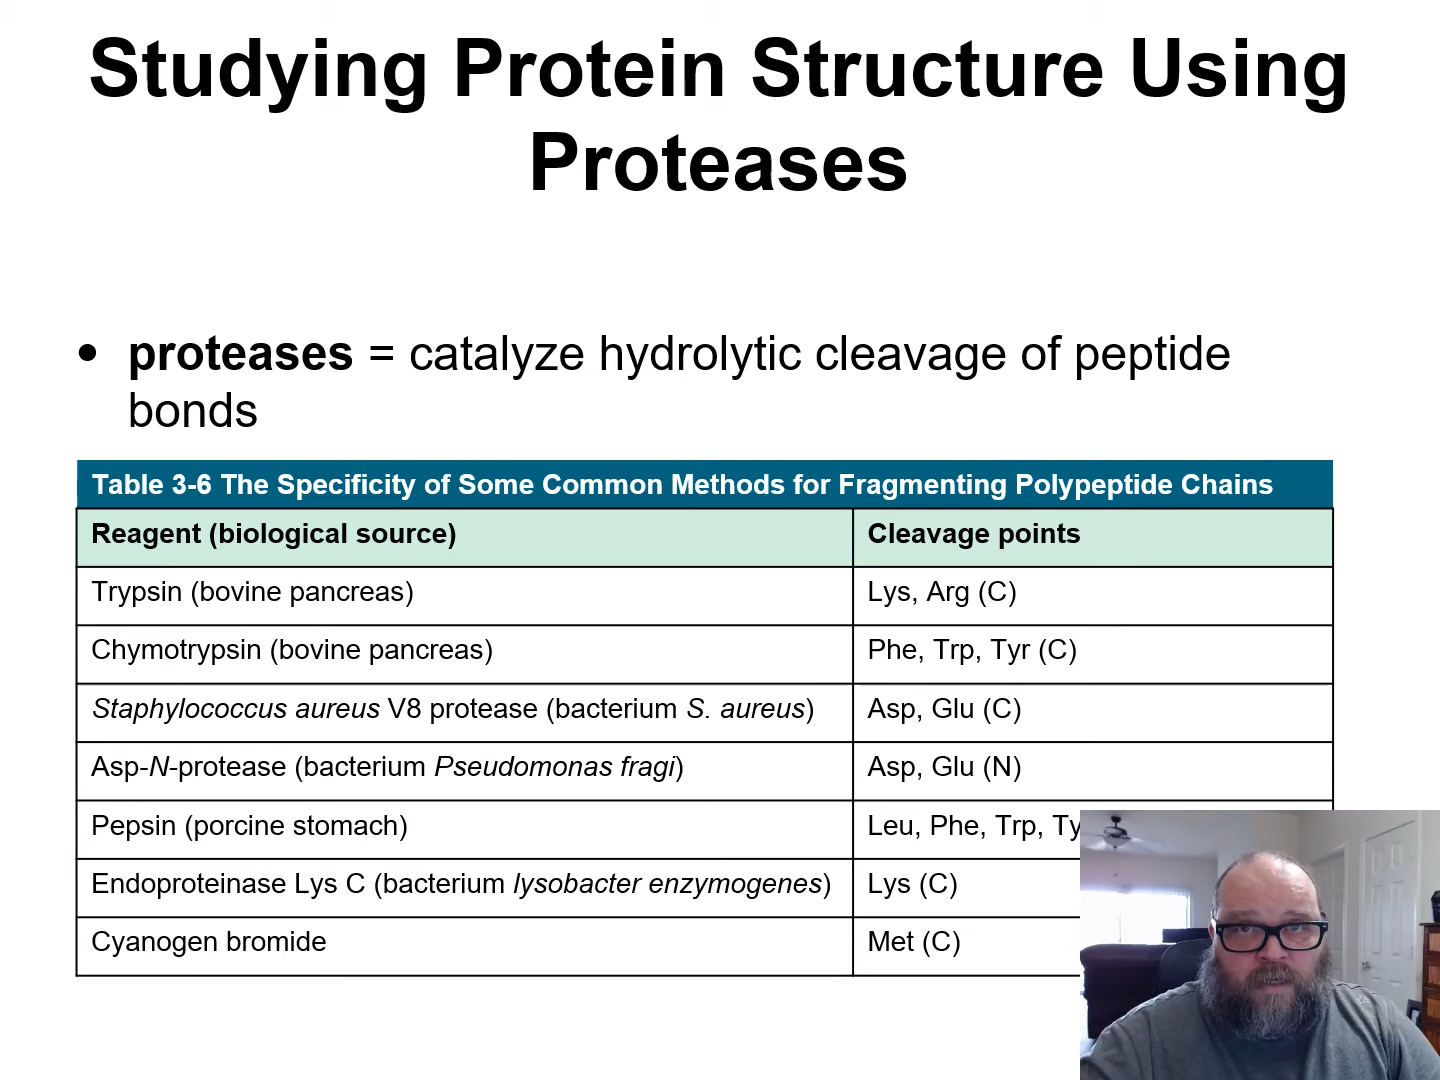 Studying Protein Structure Using
Proteases
• proteases = catalyze hydrolytic cleavage of peptide
bonds
Table 3-6 The Specificity of Some Common Methods for Fragmenting Polypeptide Chains
Reagent (biological source) Cleavage points
Trypsin (bovine pancreas) Lys, Arg (C)
Chymotrypsin (bovine pancreas) Phe, Trp, Tyr (C)
Staphylococcus aureus V8 protease (bacterium S. aureus) Asp, Glu (C)
Asp-N-protease (bacterium Pseudomonas fragi) Asp, Glu (N)
Pepsin (porcine stomach) Leu, Phe, Trp,
Endoproteinase Lys C (bacterium lysobacter enzymogenes) Lys (C)
Cyanogen bromide Met (C)